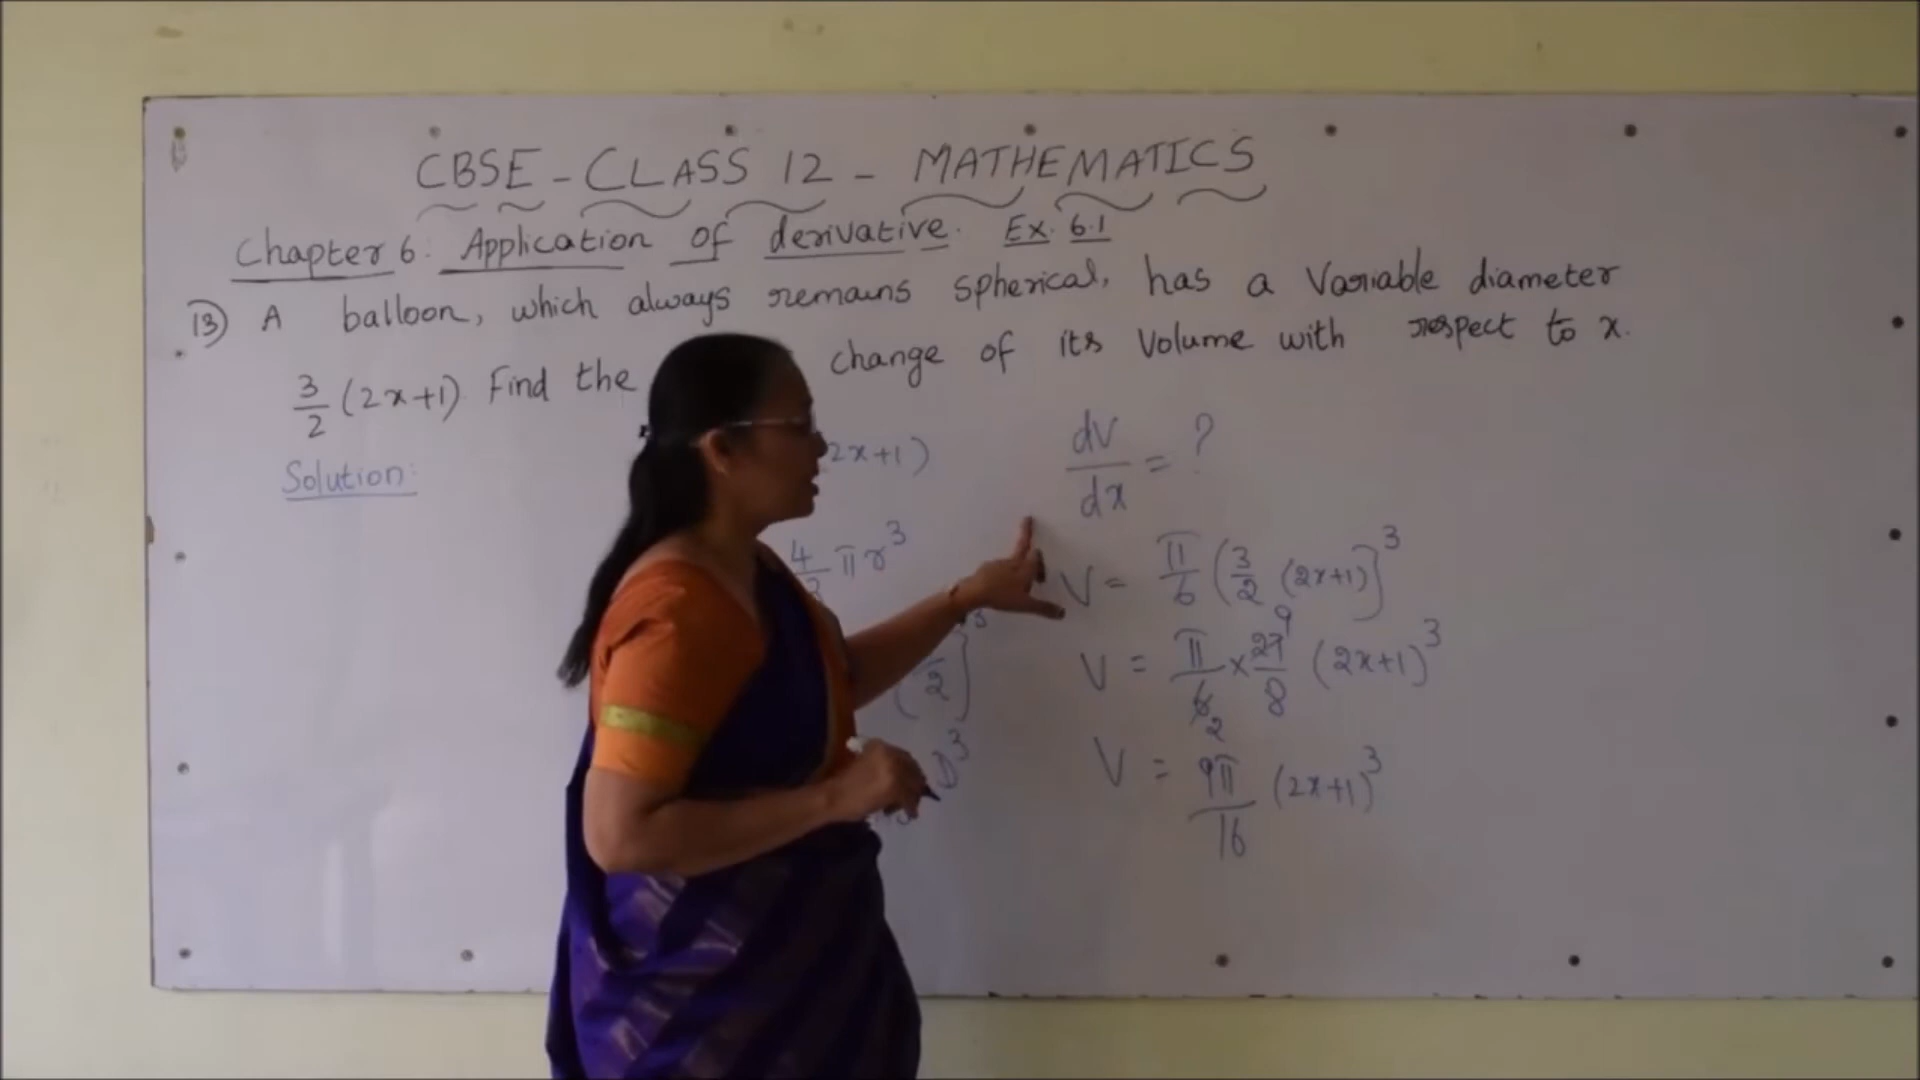 CBSE - CLASS 12 - MATHEMATICS
Chapter 6: Application of derivative. Ex. 6.1
13) A balloon, which always remains spherical, has a Variable diameter
3/2 (2x+1). Find the change of its Volume with respect to x.
Solution:
2x+1)
dV/dx = ?
4/3 πr³
V = π/6 (3/2 (2x+1)]³
V = π/6 × 27/8 (2x+1)³
9
2
V = 9π/16 (2x+1)³